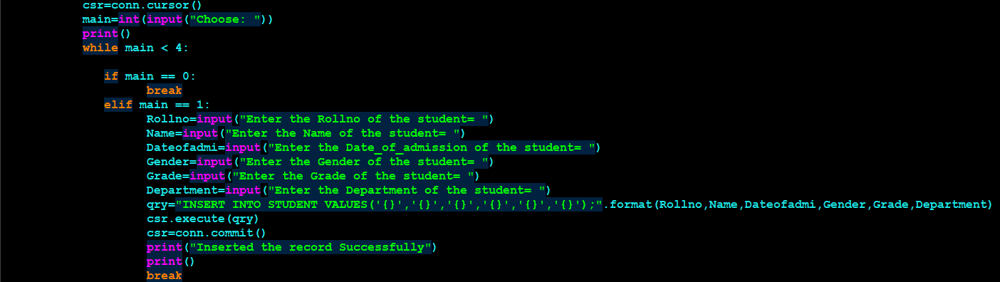 csr=conn.cursor()
main=int(input("Choose: "))
print()
while main < 4:
if main == 0:
break
elif main == 1:
Rollno=input("Enter the Rollno of the student= ")
Name=input("Enter the Name of the student= ")
Dateofadmi=input("Enter the Date_of_admission of the student= ")
Gender=input("Enter the Gender of the student= ")
Grade=input("Enter the Grade of the student= ")
Department=input("Enter the Department of the student= ")
qry="INSERT INTO STUDENT VALUES('{}','{}','{}','{}','{}','{}');".format(Rollno,Name,Dateofadmi,Gender,Grade,Department)
csr.execute(qry)
csr=conn.commit()
print("Inserted the record Successfully")
print()
break